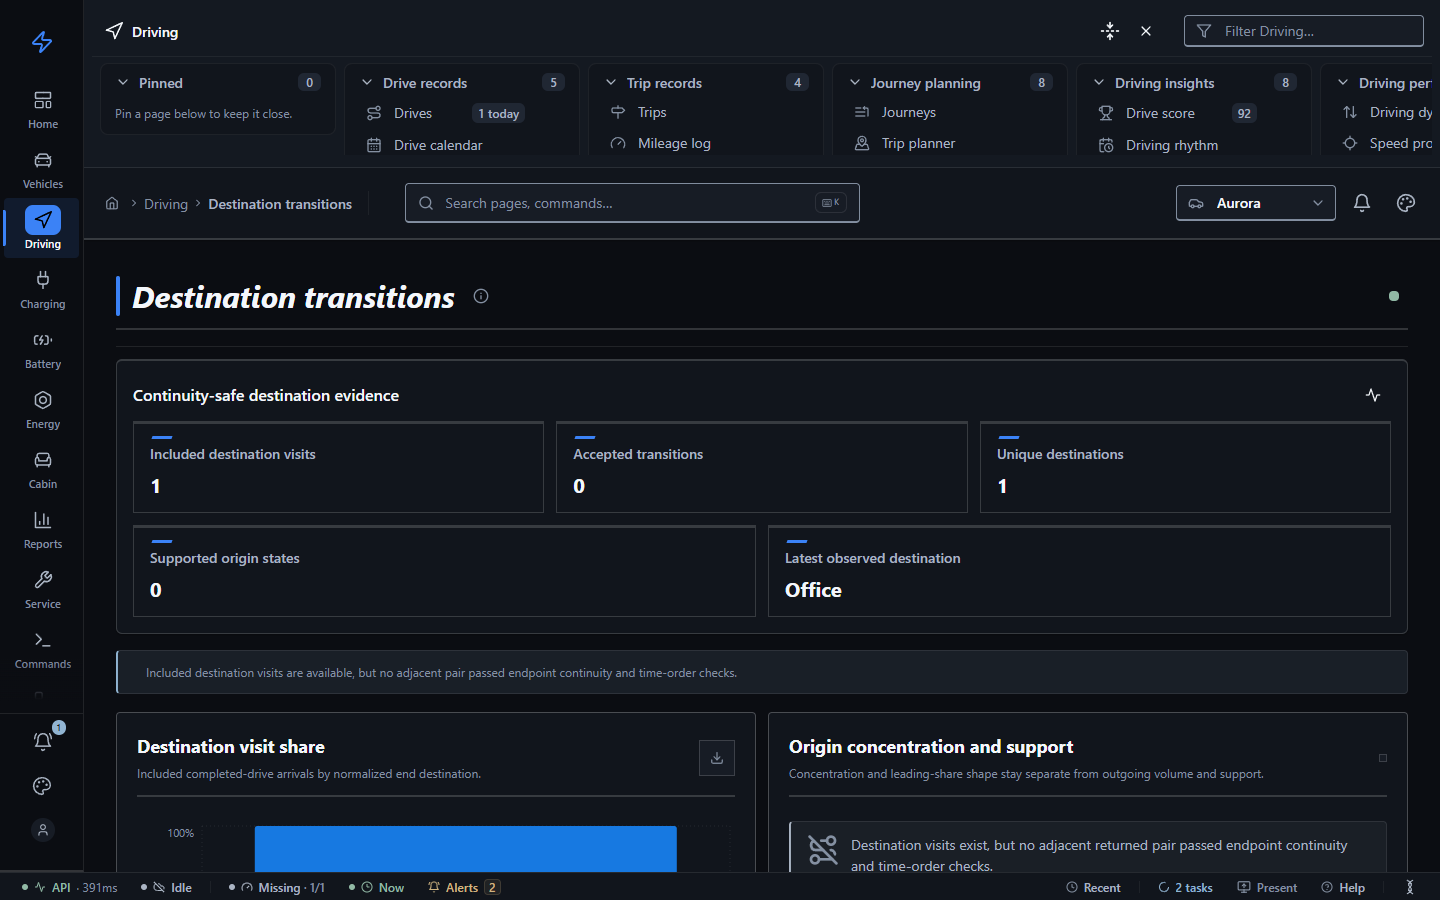 Driving
Filter Driving...
Pinned 0
Pin a page below to keep it close.
Drive records 5
Drives 1 today
Drive calendar
Trip records 4
Trips
Mileage log
Journey planning 8
Journeys
Trip planner
Driving insights 8
Drive score 92
Driving rhythm
Driving per
Driving dy
Speed pro
Home
Vehicles
Driving
Charging
Battery
Energy
Cabin
Reports
Service
Commands
1
Driving
Destination transitions
Search pages, commands...
K
Aurora
Destination transitions
Continuity-safe destination evidence
Included destination visits
1
Accepted transitions
0
Unique destinations
1
Supported origin states
0
Latest observed destination
Office
Included destination visits are available, but no adjacent pair passed endpoint continuity and time-order checks.
Destination visit share
Included completed-drive arrivals by normalized end destination.
100%
Origin concentration and support
Concentration and leading-share shape stay separate from outgoing volume and support.
Destination visits exist, but no adjacent returned pair passed endpoint continuity
and time-order checks.
API · 391ms
Idle
Missing · 1/1
Now
Alerts 2
Recent
2 tasks
Present
Help